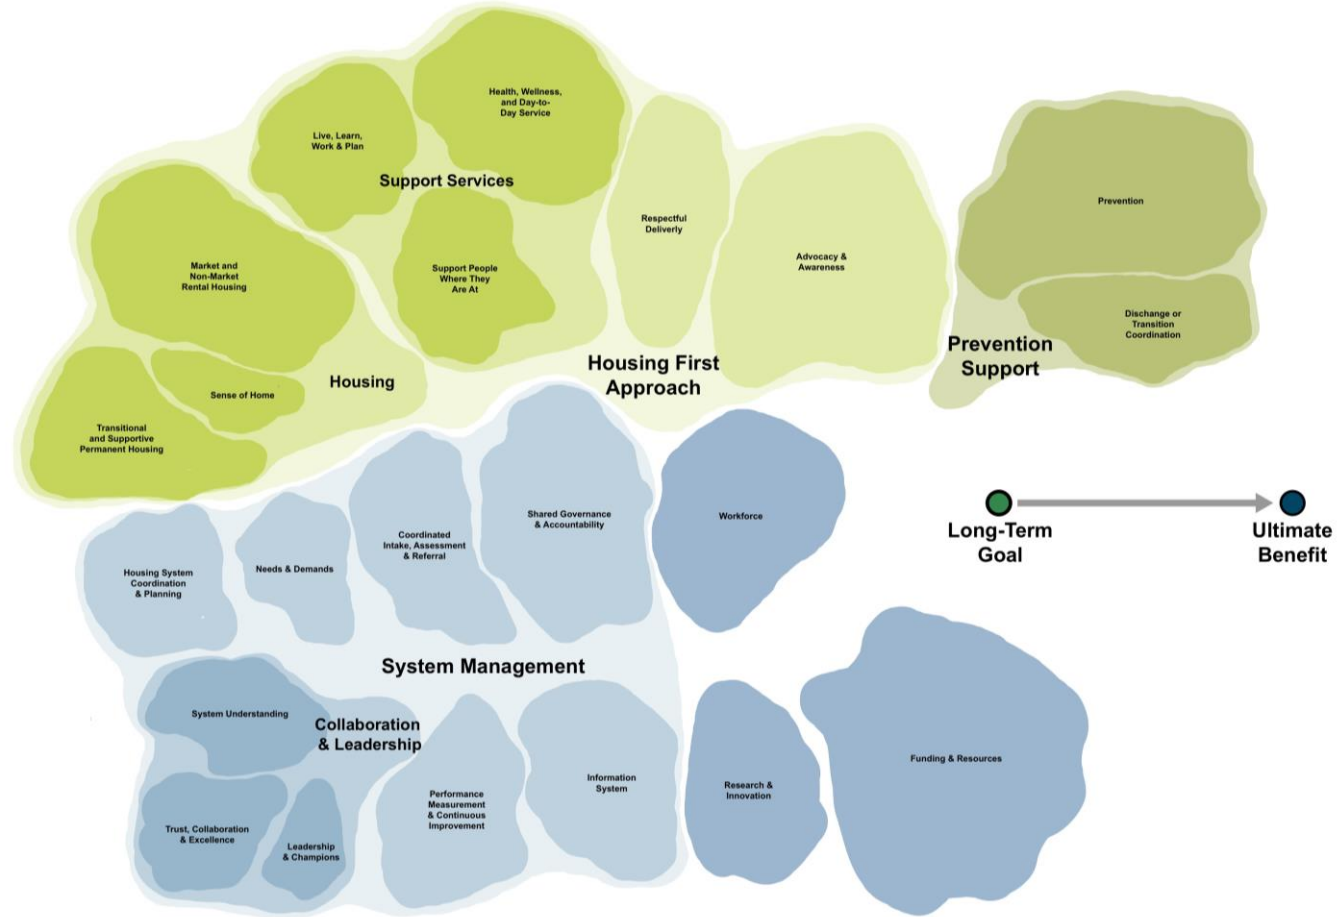 Health, Wellness,
and Day-to-
Day Service
Live, Learn,
Work & Plan
Support Services
Respectful
Deliverly
Prevention
Market and
Non-Market
Rental Housing
Support People
Where They
Are At
Advocacy &
Awareness
Dischange or
Transition
Coordination
Prevention
Support
Housing First
Approach
Housing
Sense of Home
Transitional
and Supportive
Permanent Housing
Long-Term
Goal
Ultimate
Benefit
Shared Governance
& Accountability
Workforce
Coordinated
Intake, Assessment
& Referral
Needs & Demands
Housing System
Coordination
& Planning
System Management
System Understanding
Collaboration
& Leadership
Information
System
Research &
Innovation
Funding & Resources
Performance
Measurement
& Continuous
Improvement
Trust, Collaboration
& Excellence
Leadership
& Champions